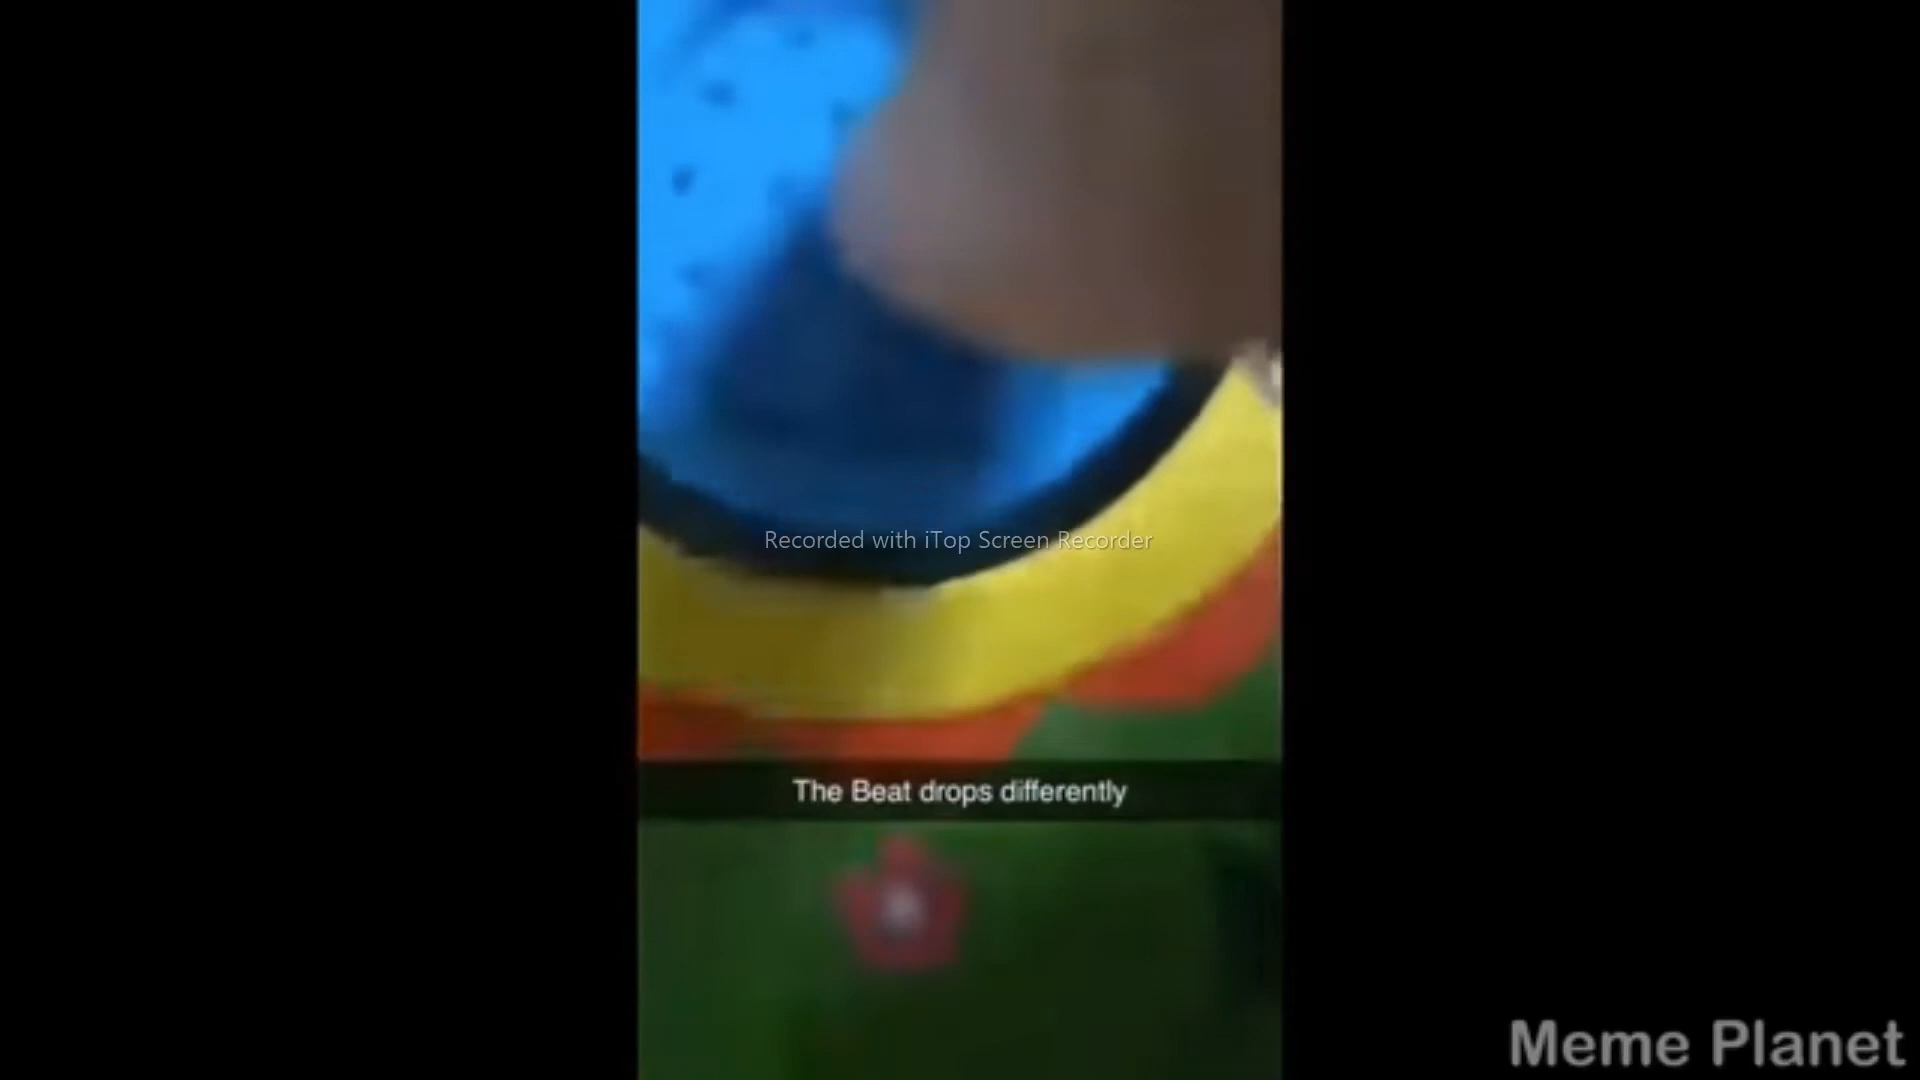 Recorded with iTop Screen Recorder
The Beat drops differently
Meme Planet